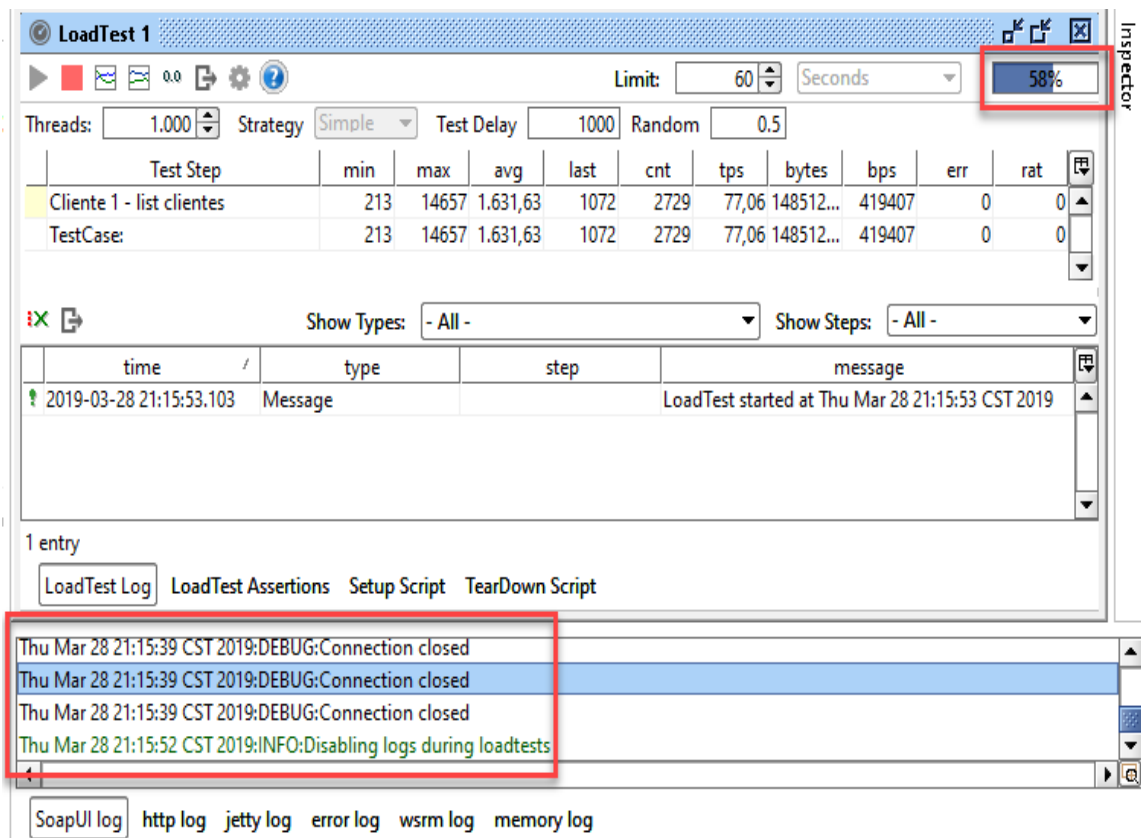 LoadTest 1
Inspector
0.0 Limit: 60 Seconds 58%
Threads: 1.000 Strategy Simple Test Delay 1000 Random 0.5
Test Step min max avg last cnt tps bytes bps err rat
Cliente 1 - list clientes 213 14657 1.631,63 1072 2729 77,06 148512... 419407 0 0
TestCase: 213 14657 1.631,63 1072 2729 77,06 148512... 419407 0 0
Show Types: - All - Show Steps: - All -
time type step message
2019-03-28 21:15:53.103 Message LoadTest started at Thu Mar 28 21:15:53 CST 2019
1 entry
LoadTest Log LoadTest Assertions Setup Script TearDown Script
Thu Mar 28 21:15:39 CST 2019:DEBUG:Connection closed
Thu Mar 28 21:15:39 CST 2019:DEBUG:Connection closed
Thu Mar 28 21:15:39 CST 2019:DEBUG:Connection closed
Thu Mar 28 21:15:52 CST 2019:INFO:Disabling logs during loadtests
SoapUI log http log jetty log error log wsrm log memory log